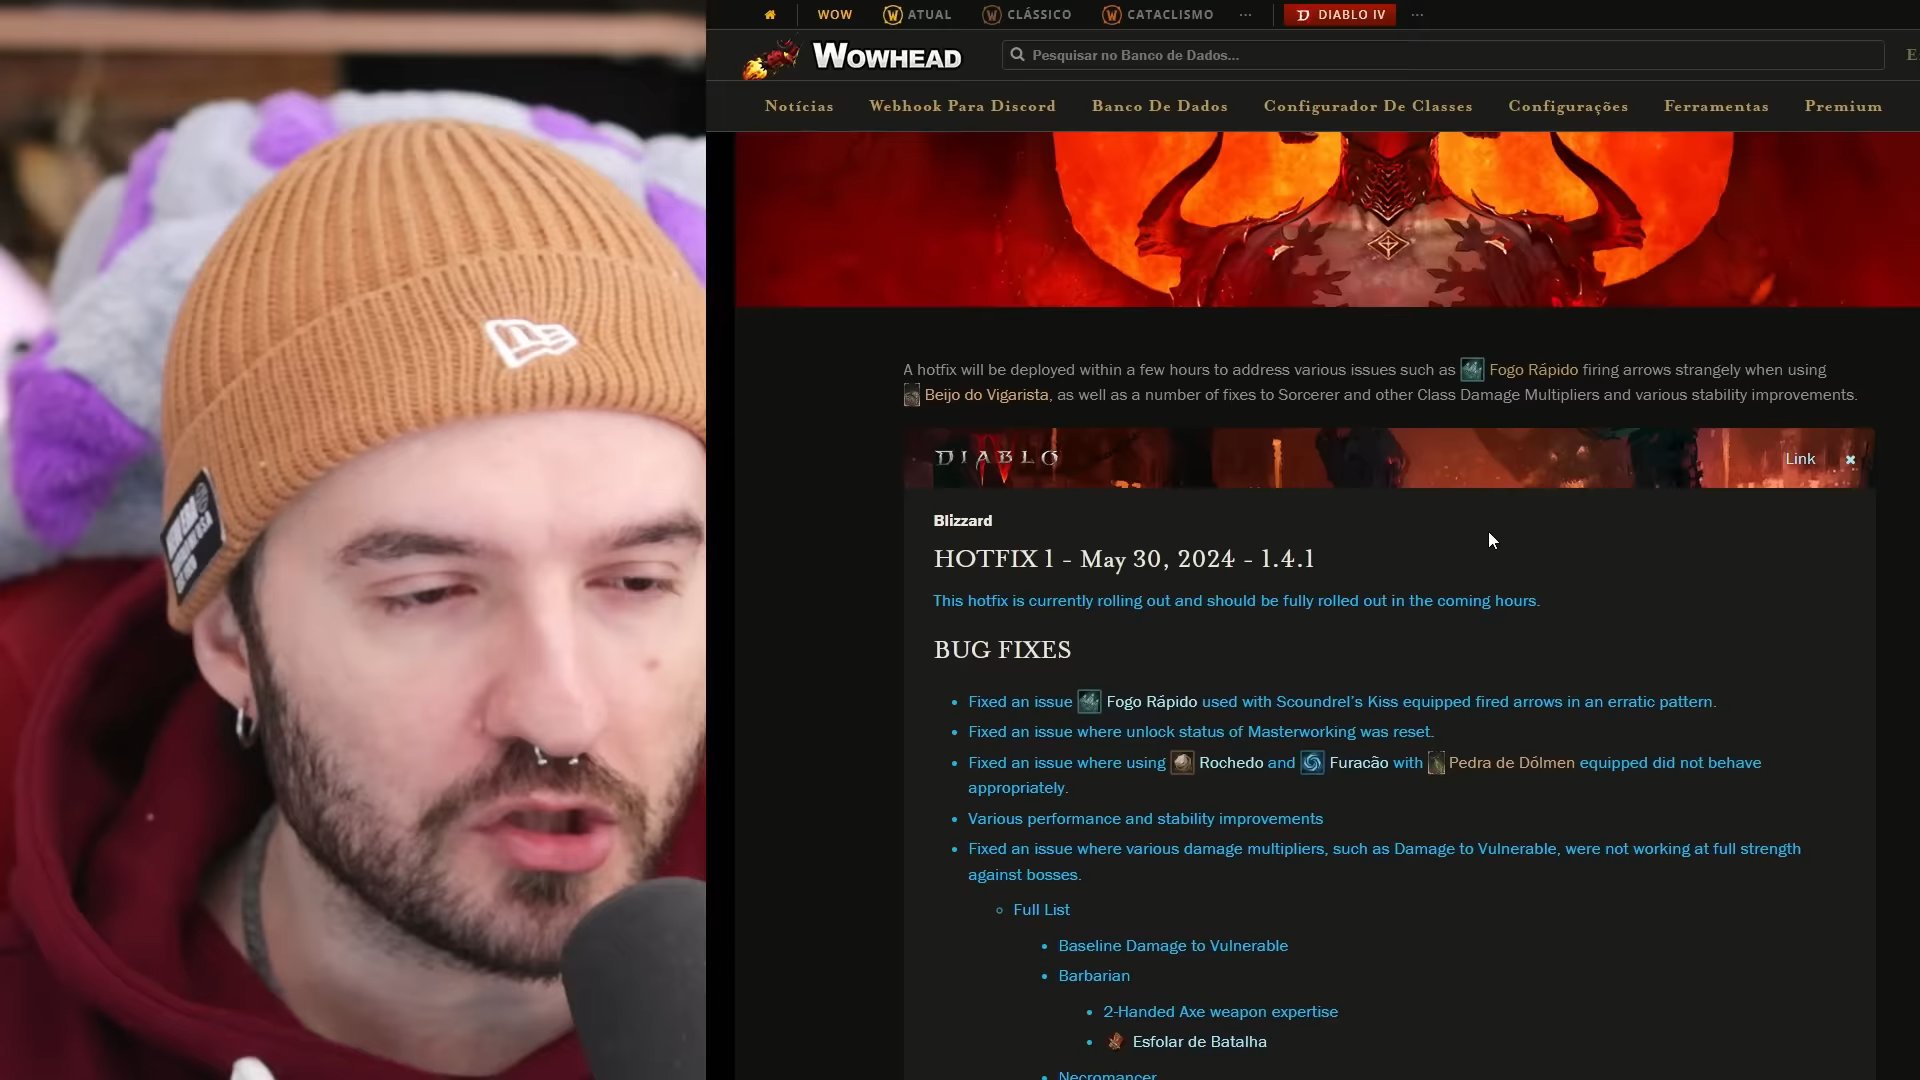 WOW
ATUAL
CLÁSSICO
CATACLISMO
DIABLO IV
WOWHEAD
Pesquisar no Banco de Dados...
Notícias
Webhook Para Discord
Banco De Dados
Configurador De Classes
Configurações
Ferramentas
Premium
A hotfix will be deployed within a few hours to address various issues such as Fogo Rápido firing arrows strangely when using
Beijo do Vigarista, as well as a number of fixes to Sorcerer and other Class Damage Multipliers and various stability improvements.
DIABLO IV
Link
Blizzard
HOTFIX 1 - May 30, 2024 - 1.4.1
This hotfix is currently rolling out and should be fully rolled out in the coming hours.
BUG FIXES
Fixed an issue Fogo Rápido used with Scoundrel's Kiss equipped fired arrows in an erratic pattern.
Fixed an issue where unlock status of Masterworking was reset.
Fixed an issue where using Rochedo and Furacão with Pedra de Dólmen equipped did not behave
appropriately.
Various performance and stability improvements
Fixed an issue where various damage multipliers, such as Damage to Vulnerable, were not working at full strength
against bosses.
Full List
Baseline Damage to Vulnerable
Barbarian
2-Handed Axe weapon expertise
Esfolar de Batalha
Necromancer